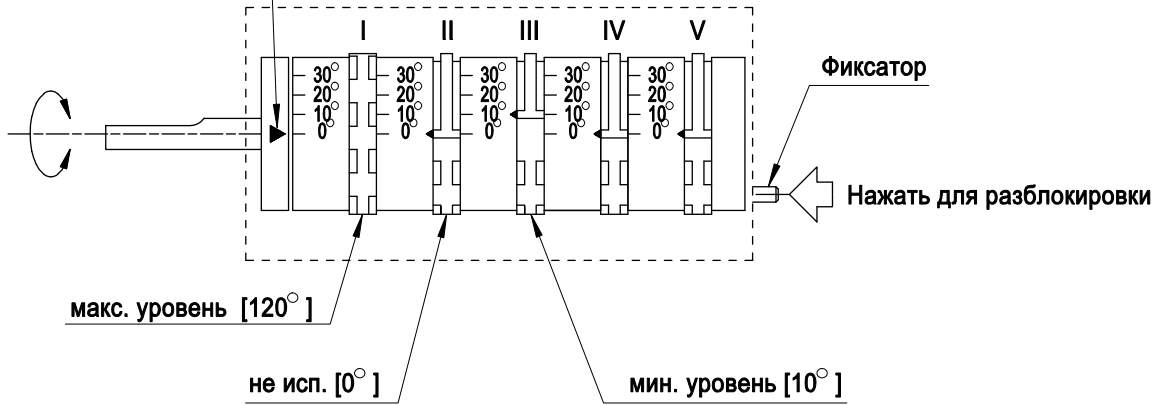 I II III IV V
30° 30° 30° 30° 30°
20° 20° 20° 20° 20°
10° 10° 10° 10° 10°
0° 0° 0° 0° 0°
Фиксатор
Нажать для разблокировки
макс. уровень [120° ]
не исп. [0° ]
мин. уровень [10° ]